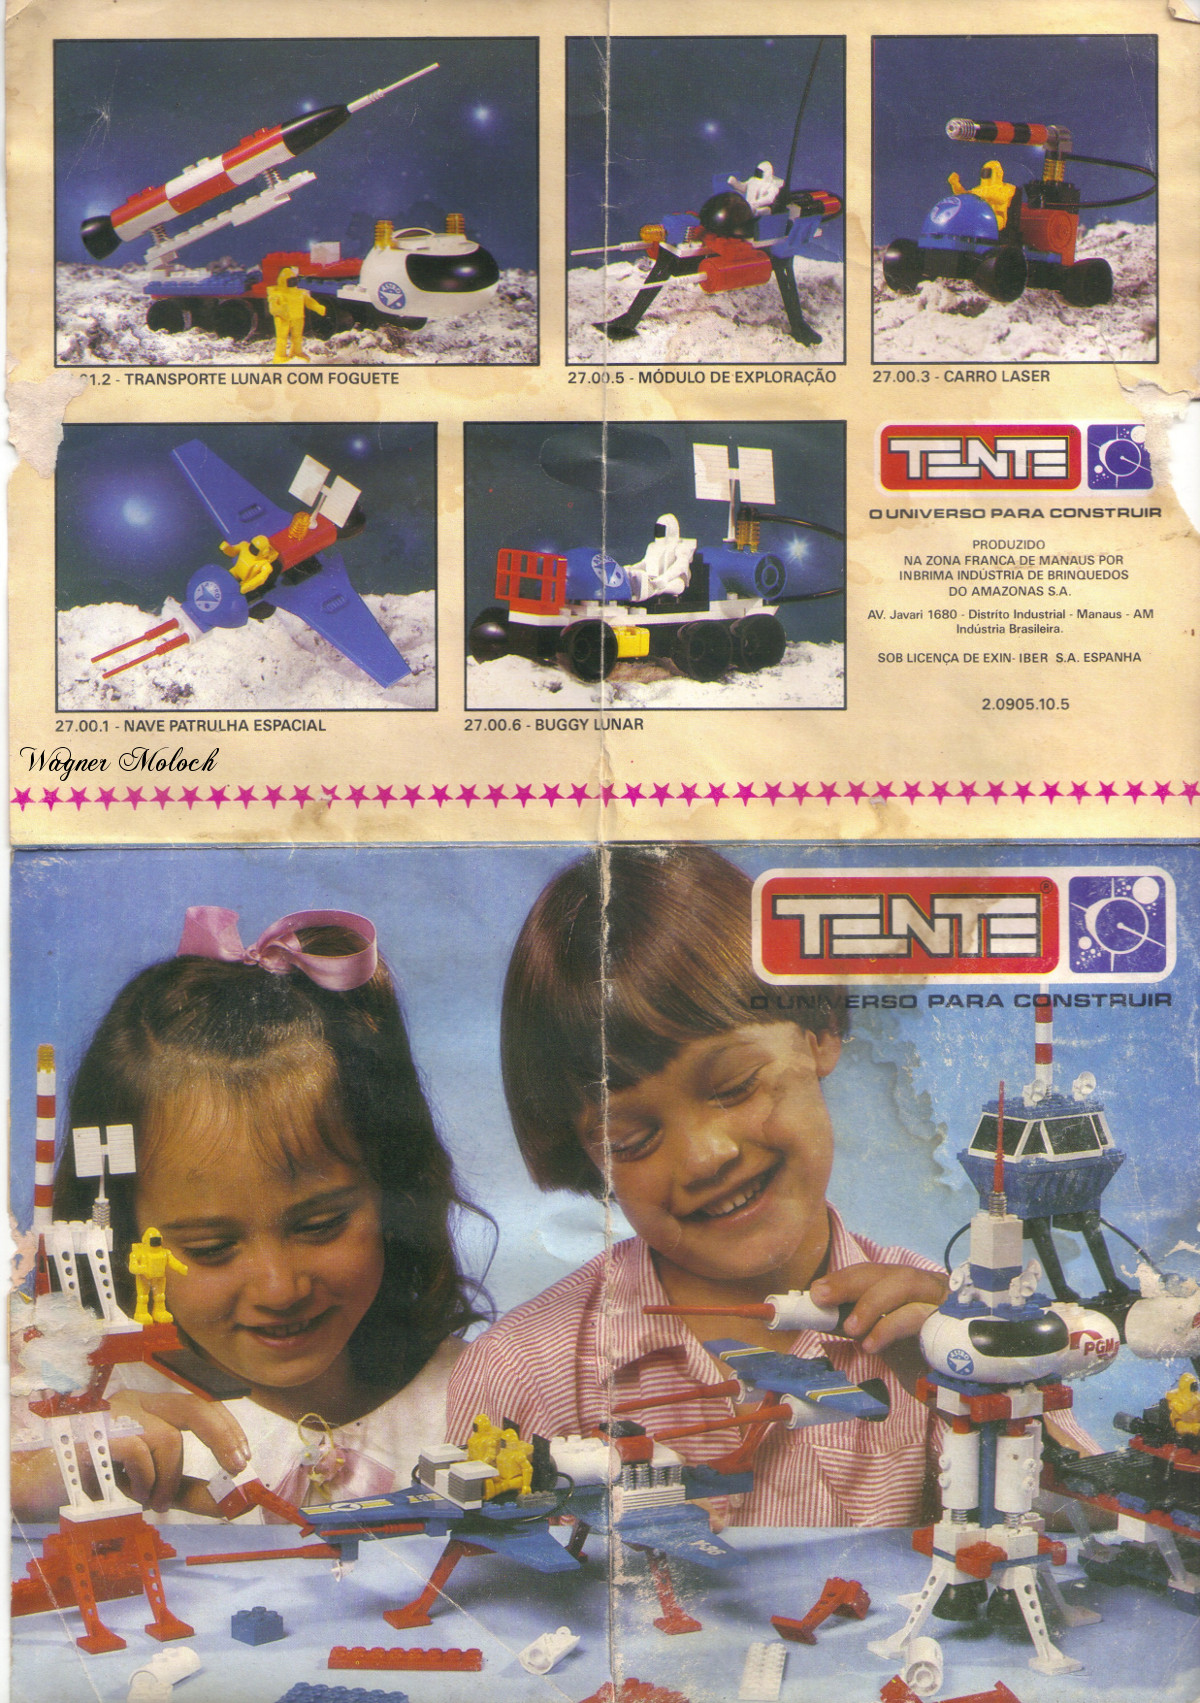 01.2 - TRANSPORTE LUNAR COM FOGUETE
27.00.5 - MÓDULO DE EXPLORAÇÃO
27.00.3 - CARRO LASER
TENTE
O UNIVERSO PARA CONSTRUIR
PRODUZIDO
NA ZONA FRANCA DE MANAUS POR
INBRIMA INDÚSTRIA DE BRINQUEDOS
DO AMAZONAS S.A.
AV. Javari 1680 - Distrito Industrial - Manaus - AM
Indústria Brasileira.
SOB LICENÇA DE EXIN-IBER S.A. ESPANHA
2.0905.10.5
27.00.1 - NAVE PATRULHA ESPACIAL
27.00.6 - BUGGY LUNAR
Wagner Moloch
TENTE®
O UNIVERSO PARA CONSTRUIR
PGM